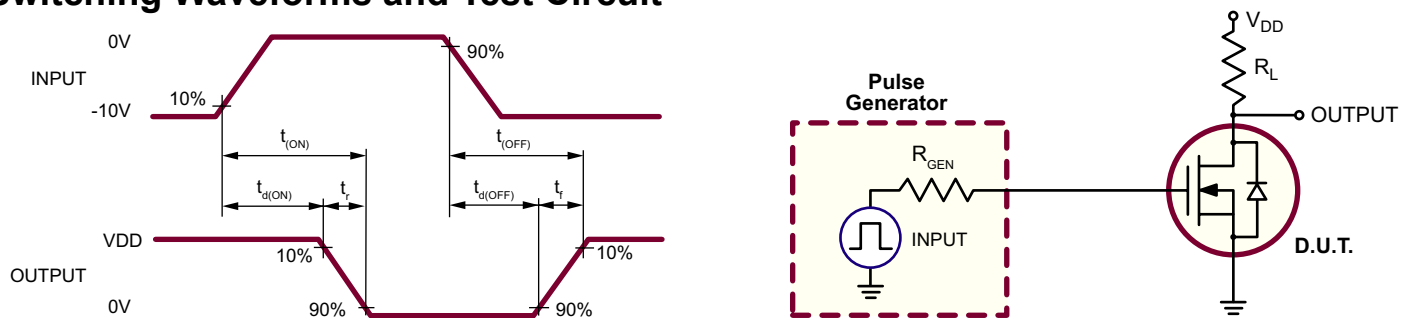 Switching Waveforms and Test Circuit
0V
INPUT
-10V
10%
90%
t(ON)
t(OFF)
td(ON)
tr
td(OFF)
tf
VDD
OUTPUT
0V
10%
90%
10%
90%
Pulse
Generator
RGEN
INPUT
VDD
RL
OUTPUT
D.U.T.